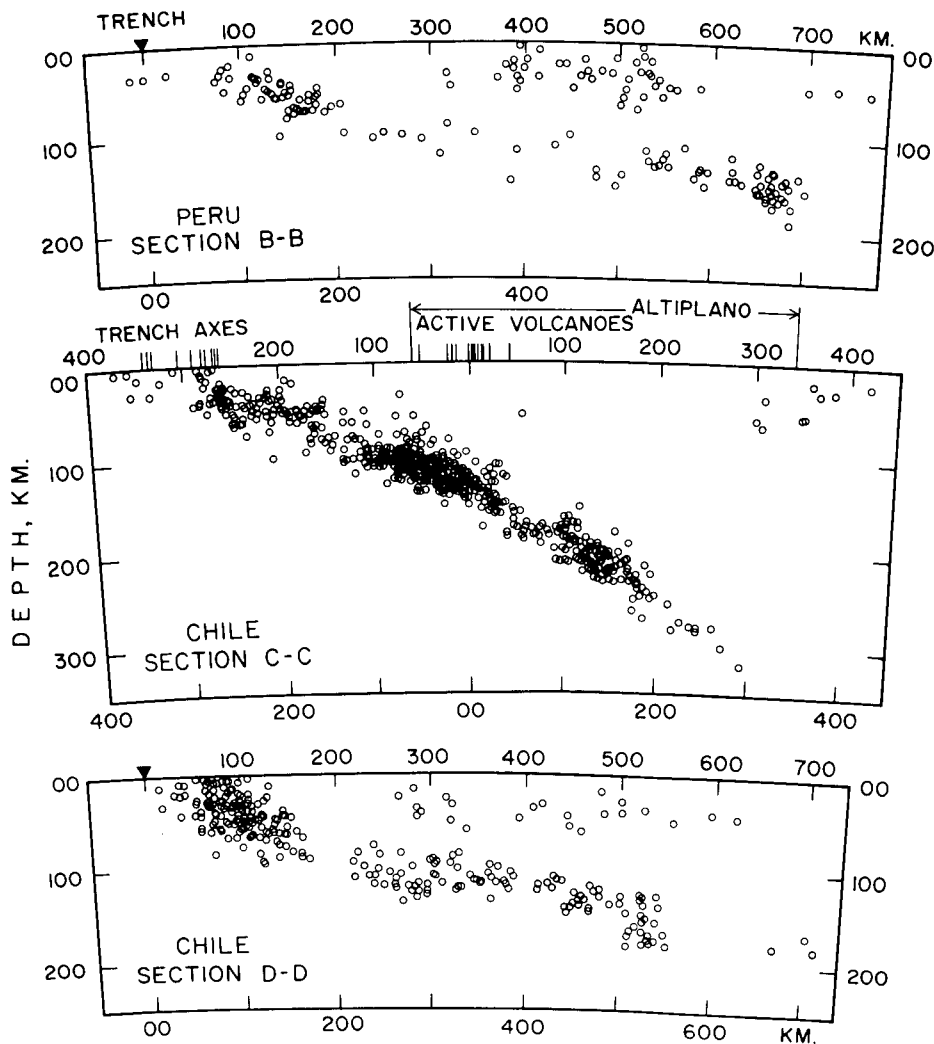 TRENCH
100 200 300 400 500 600 700 KM.
00 00
100 100
200 200
PERU
SECTION B-B
00 200 400
ALTIPLANO
TRENCH AXES ACTIVE VOLCANOES
400 200 100 00 100 200 300 400
00
100
200
300
DEPTH, KM.
CHILE
SECTION C-C
400 200 00 200 400
100 200 300 400 500 600 700
00 00
100 100
200 200
CHILE
SECTION D-D
00 200 400 600 KM.